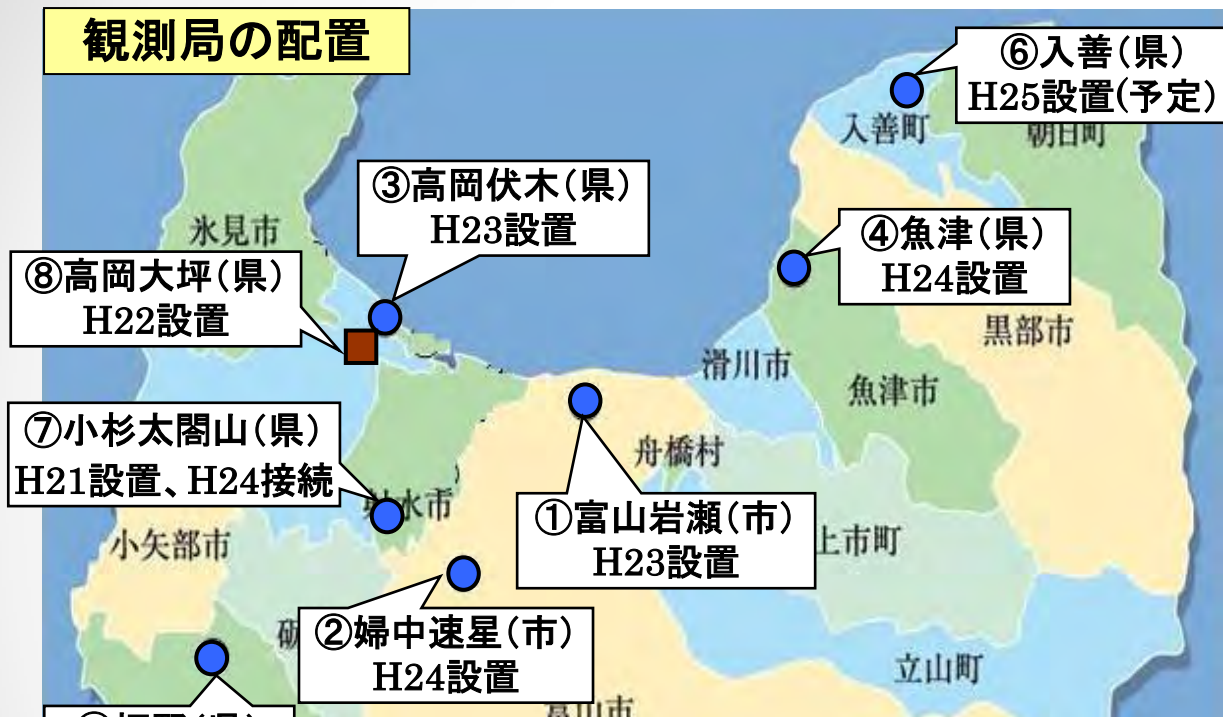 観測局の配置
⑥入善(県)
H25設置(予定)
入善町
朝日町
③高岡伏木(県)
H23設置
氷見市
④魚津(県)
H24設置
⑧高岡大坪(県)
H22設置
黒部市
滑川市
魚津市
⑦小杉太閤山(県)
H21設置、H24接続
舟橋村
射水市
①富山岩瀬(市)
H23設置
小矢部市
上市町
②婦中速星(市)
H24設置
砺
立山町
富山市